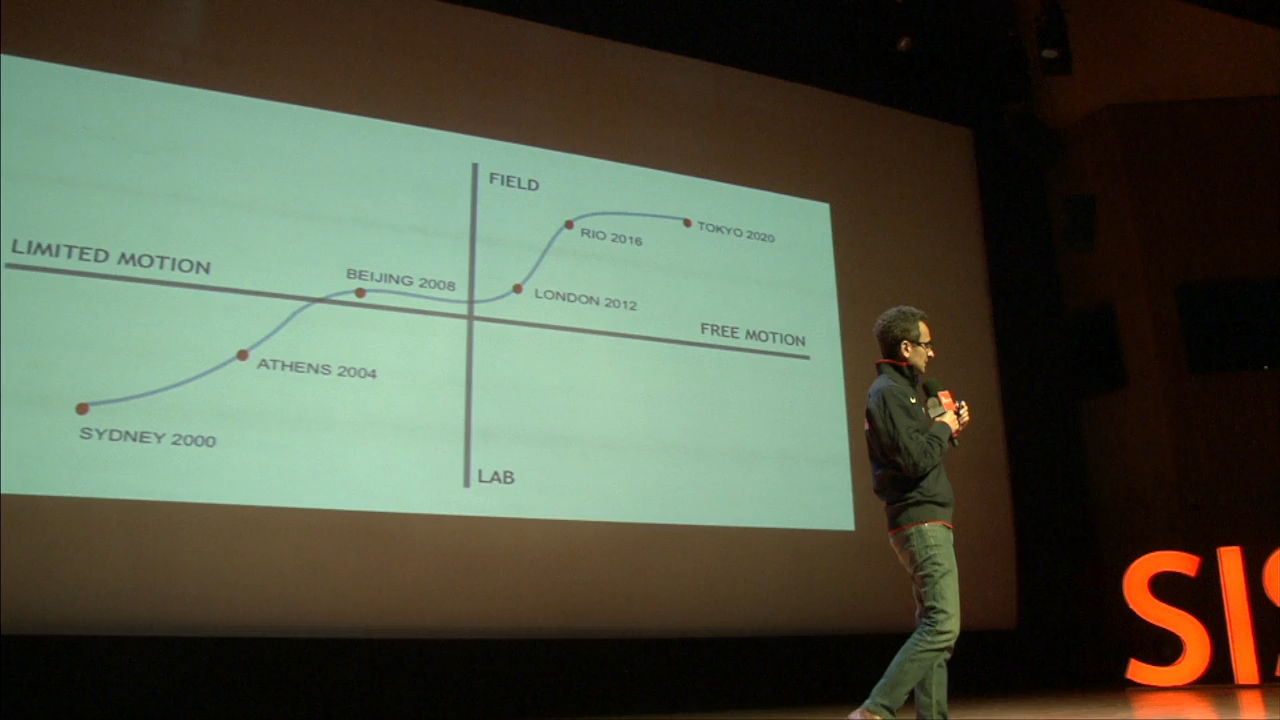 FIELD
RIO 2016
TOKYO 2020
LIMITED MOTION
BEIJING 2008
LONDON 2012
FREE MOTION
ATHENS 2004
SYDNEY 2000
LAB
SIS